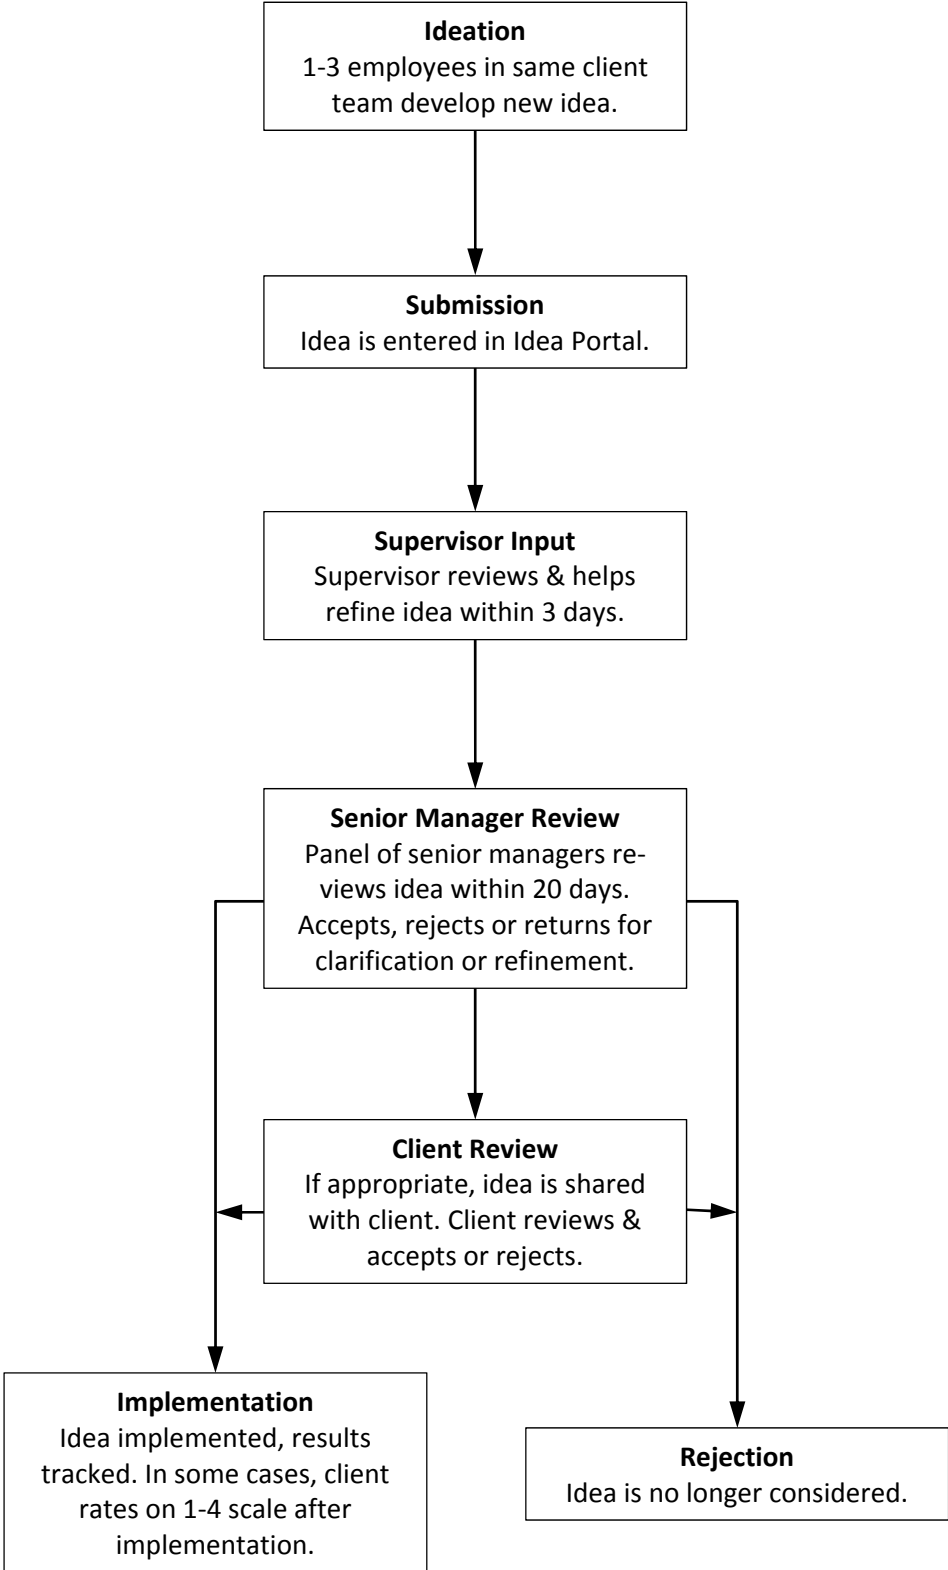 Ideation
1-3 employees in same client
team develop new idea.
Submission
Idea is entered in Idea Portal.
Supervisor Input
Supervisor reviews & helps
refine idea within 3 days.
Senior Manager Review
Panel of senior managers re-
views idea within 20 days.
Accepts, rejects or returns for
clarification or refinement.
Client Review
If appropriate, idea is shared
with client. Client reviews &
accepts or rejects.
Implementation
Idea implemented, results
tracked. In some cases, client
rates on 1-4 scale after
implementation.
Rejection
Idea is no longer considered.